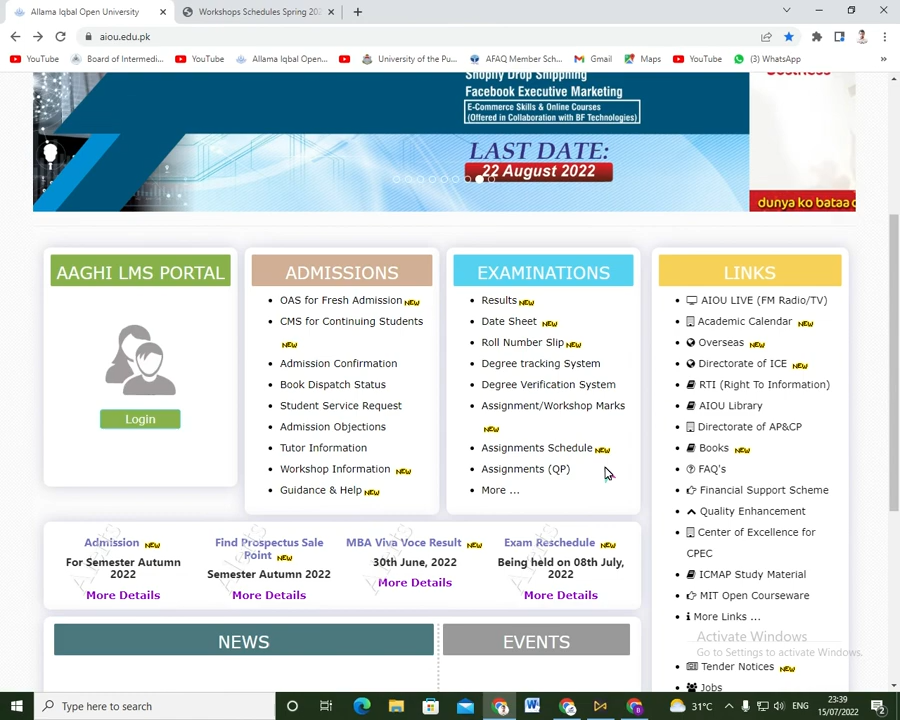 Allama Iqbal Open University
Workshops Schedules Spring 202
aiou.edu.pk
YouTube
Board of Intermedi...
YouTube
Allama Iqbal Open...
University of the Pu...
AFAQ Member Sch...
Gmail
Maps
YouTube
(3) WhatsApp
»
Shopify Drop Shippning
Facebook Executive Marketing
E-Commerce Skills & Online Courses
(Offered in Collaboration with BF Technologies)
LAST DATE:
22 August 2022
business
dunya ko bataa
AAGHI LMS PORTAL
Login
ADMISSIONS
OAS for Fresh Admission NEW
CMS for Continuing Students
NEW
Admission Confirmation
Book Dispatch Status
Student Service Request
Admission Objections
Tutor Information
Workshop Information NEW
Guidance & Help NEW
EXAMINATIONS
Results NEW
Date Sheet NEW
Roll Number Slip NEW
Degree tracking System
Degree Verification System
Assignment/Workshop Marks
NEW
Assignments Schedule NEW
Assignments (QP)
More ...
LINKS
AIOU LIVE (FM Radio/TV)
Academic Calendar NEW
Overseas NEW
Directorate of ICE NEW
RTI (Right To Information)
AIOU Library
Directorate of AP&CP
Books NEW
FAQ's
Financial Support Scheme
Quality Enhancement
Center of Excellence for
CPEC
ICMAP Study Material
MIT Open Courseware
More Links ...
Tender Notices NEW
Jobs
Admission NEW
For Semester Autumn
2022
More Details
Find Prospectus Sale
Point NEW
Semester Autumn 2022
More Details
MBA Viva Voce Result NEW
30th June, 2022
More Details
Exam Reschedule NEW
Being held on 08th July,
2022
More Details
NEWS
EVENTS
Activate Windows
Go to Settings to activate Windows.
Type here to search
31°C
ENG
23:39
15/07/2022
2